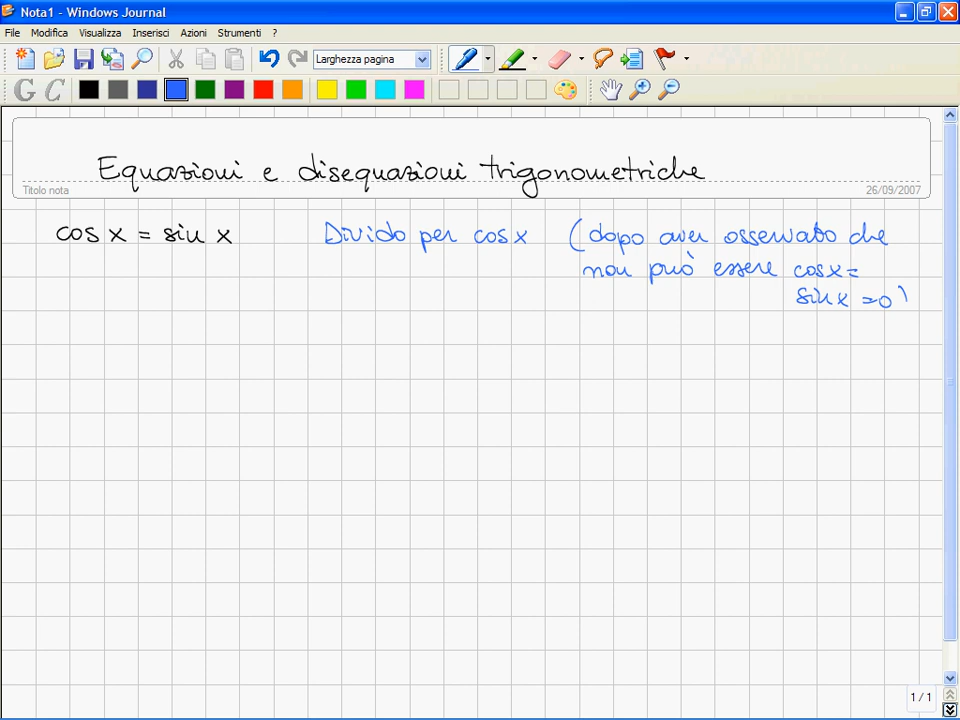 Nota1 - Windows Journal
File Modifica Visualizza Inserisci Azioni Strumenti ?
Larghezza pagina
G C
Equazioni e disequazioni trigonometriche
Titolo nota 26/09/2007
cos x = sin x Divido per cos x (dopo aver osservato che
non può essere cos x =
sin x = 0)
1 / 1